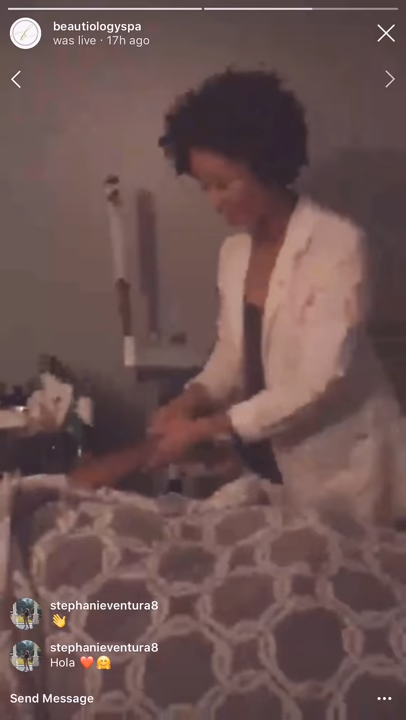 beautiologyspa
was live · 17h ago
stephanieventura8
👋
stephanieventura8
Hola ❤️🤗
Send Message